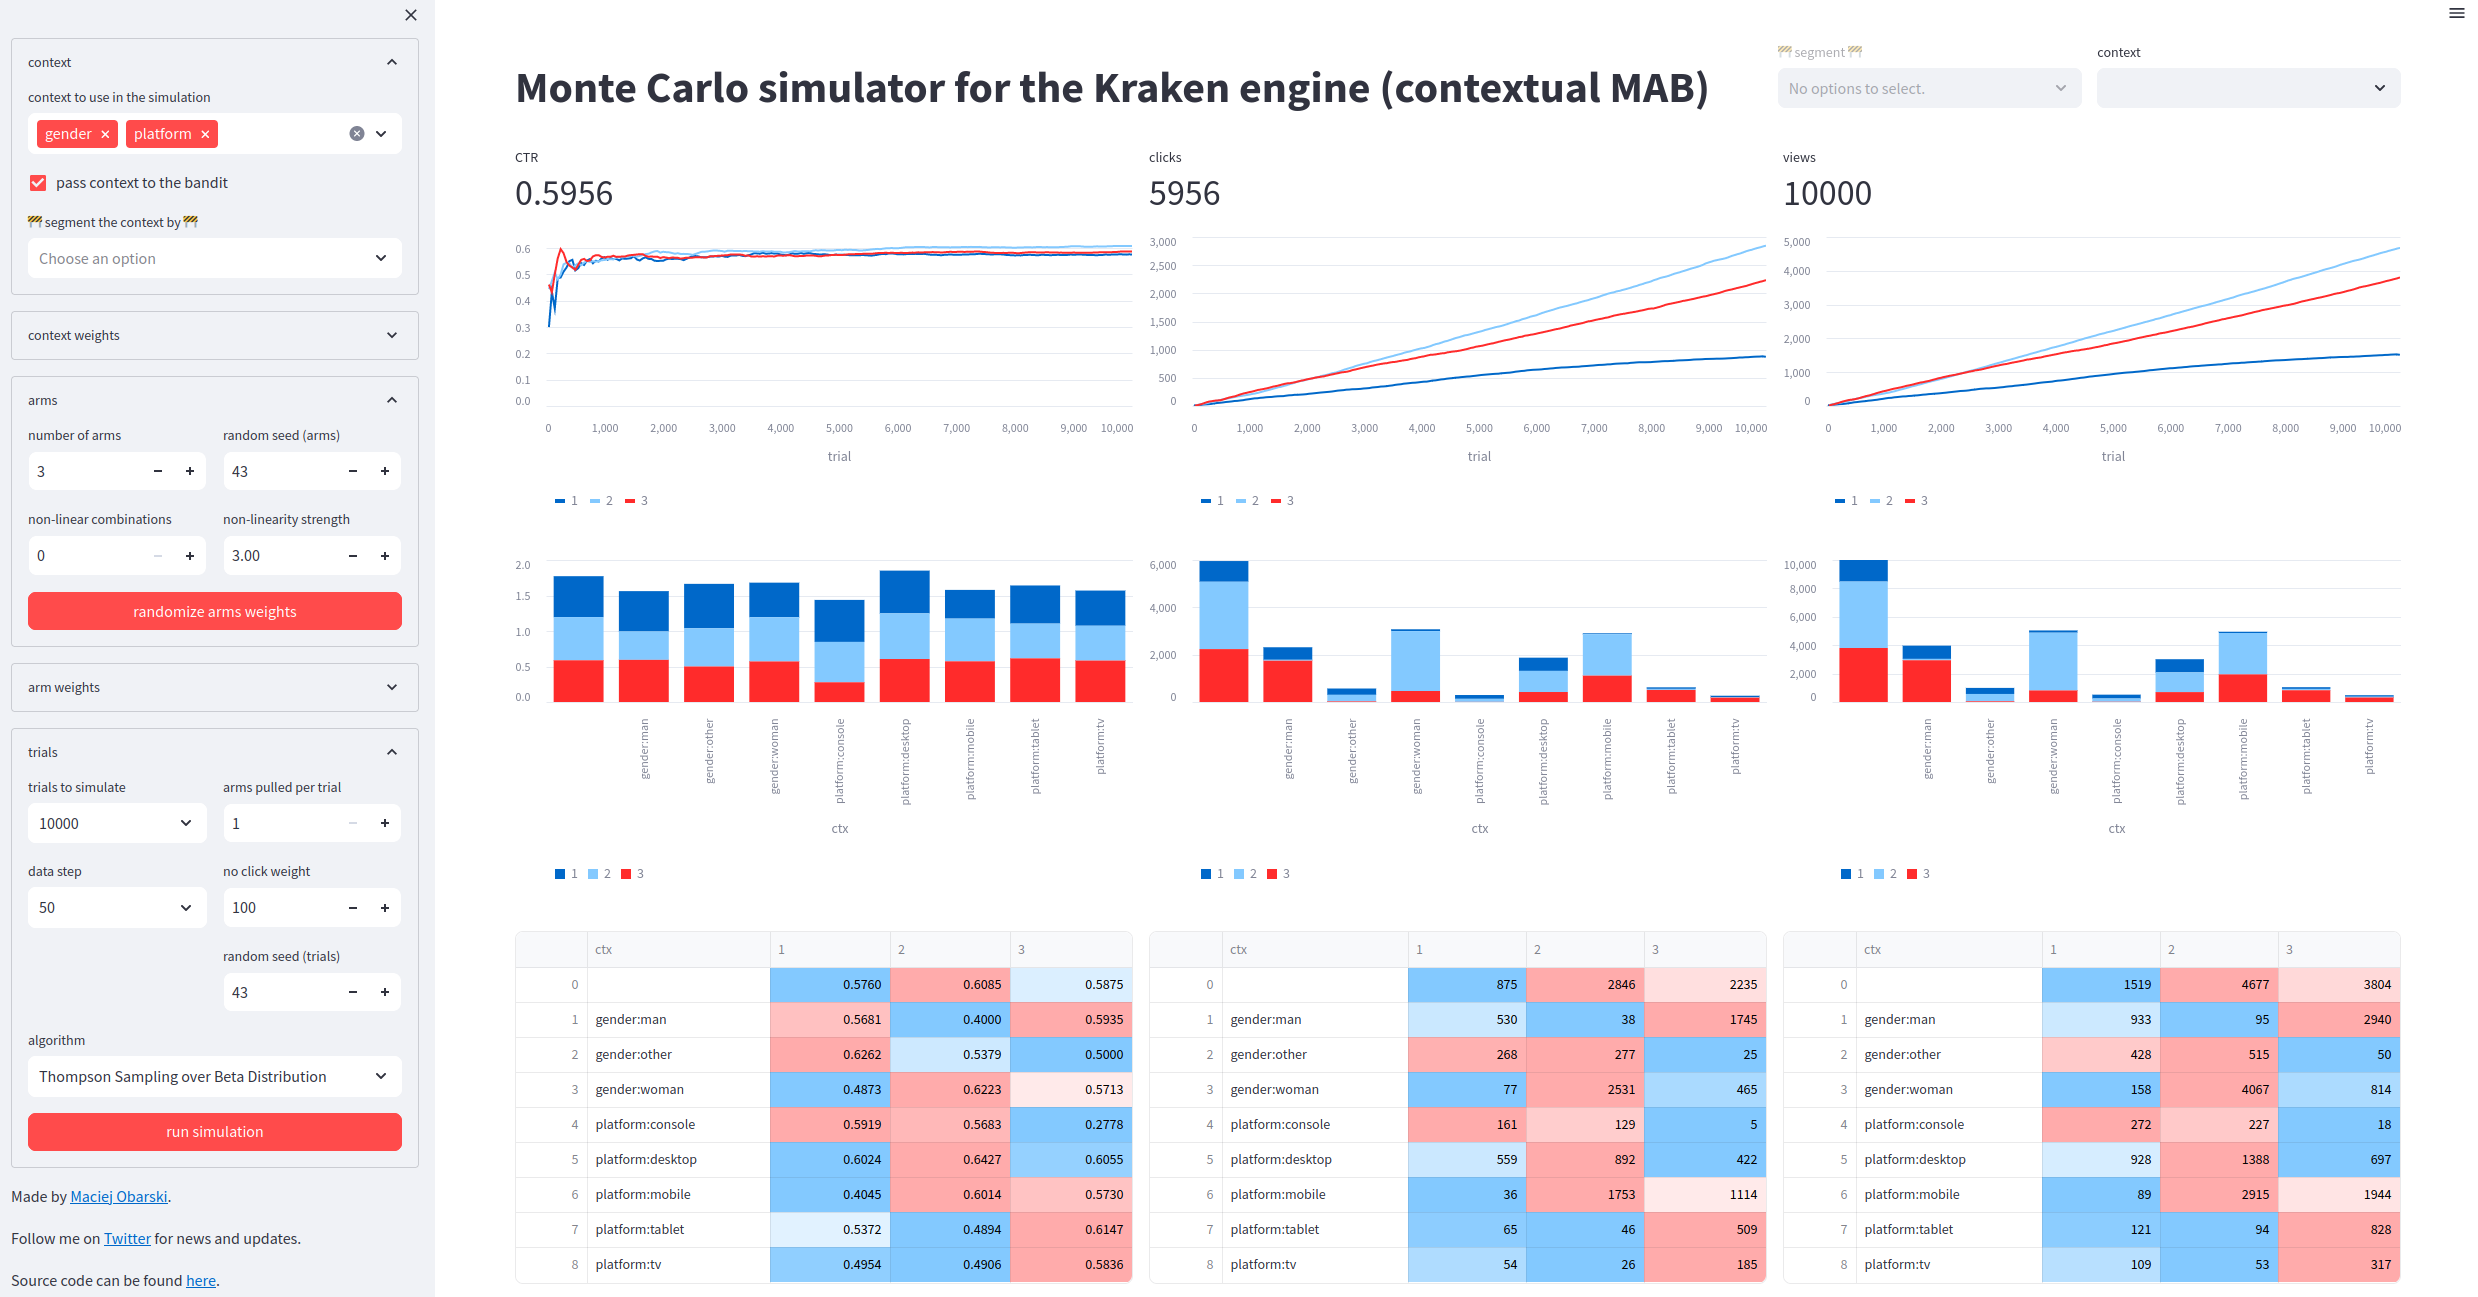 context
context to use in the simulation
gender × platform ×
pass context to the bandit
🚧 segment the context by 🚧
Choose an option
context weights
arms
number of arms random seed (arms)
3 − + 43 − +
non-linear combinations non-linearity strength
0 − + 3.00 − +
randomize arms weights
arm weights
trials
trials to simulate arms pulled per trial
10000 1 − +
data step no click weight
50 100 − +
random seed (trials)
43 − +
algorithm
Thompson Sampling over Beta Distribution
run simulation
Made by Maciej Obarski.
Follow me on Twitter for news and updates.
Source code can be found here.
Monte Carlo simulator for the Kraken engine (contextual MAB)
🚧 segment 🚧 context
No options to select.
CTR
0.5956
0.6
0.5
0.4
0.3
0.2
0.1
0.0
0 1,000 2,000 3,000 4,000 5,000 6,000 7,000 8,000 9,000 10,000
trial
1 2 3
clicks
5956
3,000
2,500
2,000
1,500
1,000
500
0
0 1,000 2,000 3,000 4,000 5,000 6,000 7,000 8,000 9,000 10,000
trial
1 2 3
views
10000
5,000
4,000
3,000
2,000
1,000
0
0 1,000 2,000 3,000 4,000 5,000 6,000 7,000 8,000 9,000 10,000
trial
1 2 3
2.0
1.5
1.0
0.5
0.0
gender:man gender:other gender:woman platform:console platform:desktop platform:mobile platform:tablet platform:tv
ctx
1 2 3
6,000
4,000
2,000
0
gender:man gender:other gender:woman platform:console platform:desktop platform:mobile platform:tablet platform:tv
ctx
1 2 3
10,000
8,000
6,000
4,000
2,000
0
gender:man gender:other gender:woman platform:console platform:desktop platform:mobile platform:tablet platform:tv
ctx
1 2 3
ctx 1 2 3
0 0.5760 0.6085 0.5875
1 gender:man 0.5681 0.4000 0.5935
2 gender:other 0.6262 0.5379 0.5000
3 gender:woman 0.4873 0.6223 0.5713
4 platform:console 0.5919 0.5683 0.2778
5 platform:desktop 0.6024 0.6427 0.6055
6 platform:mobile 0.4045 0.6014 0.5730
7 platform:tablet 0.5372 0.4894 0.6147
8 platform:tv 0.4954 0.4906 0.5836
ctx 1 2 3
0 875 2846 2235
1 gender:man 530 38 1745
2 gender:other 268 277 25
3 gender:woman 77 2531 465
4 platform:console 161 129 5
5 platform:desktop 559 892 422
6 platform:mobile 36 1753 1114
7 platform:tablet 65 46 509
8 platform:tv 54 26 185
ctx 1 2 3
0 1519 4677 3804
1 gender:man 933 95 2940
2 gender:other 428 515 50
3 gender:woman 158 4067 814
4 platform:console 272 227 18
5 platform:desktop 928 1388 697
6 platform:mobile 89 2915 1944
7 platform:tablet 121 94 828
8 platform:tv 109 53 317